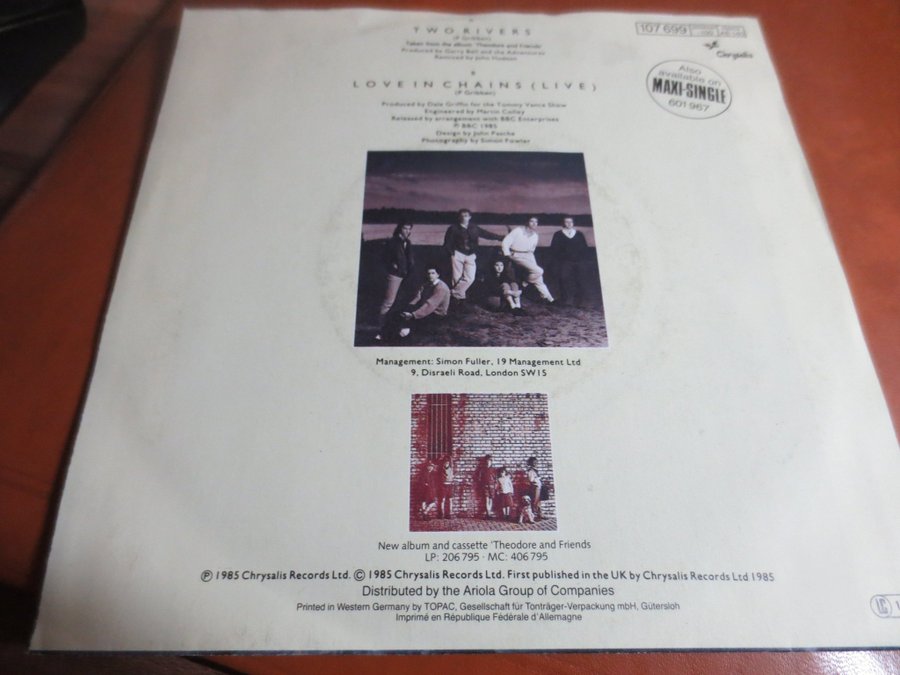 A
TWO RIVERS
(P Gribben)
Taken from the album 'Theodore and Friends'
Produced by Garry Bell and the Adventures
Remixed by John Hudson
B
LOVE IN CHAINS (LIVE)
(P Gribben)
Produced by Dale Griffin for the Tommy Vance Show
Engineered by Martin Colley
Released by arrangement with BBC Enterprises
℗ BBC 1985
Design by John Pasche
Photography by Simon Fowler
107 699
Chrysalis
Also
available on
MAXI-SINGLE
601 967
Management: Simon Fuller, 19 Management Ltd
9, Disraeli Road, London SW15
New album and cassette 'Theodore and Friends
LP: 206 795 · MC: 406 795
℗ 1985 Chrysalis Records Ltd. © 1985 Chrysalis Records Ltd. First published in the UK by Chrysalis Records Ltd 1985
Distributed by the Ariola Group of Companies
Printed in Western Germany by TOPAC, Gesellschaft für Tonträger-Verpackung mbH, Gütersloh
Imprimé en République Fédérale d'Allemagne
LC